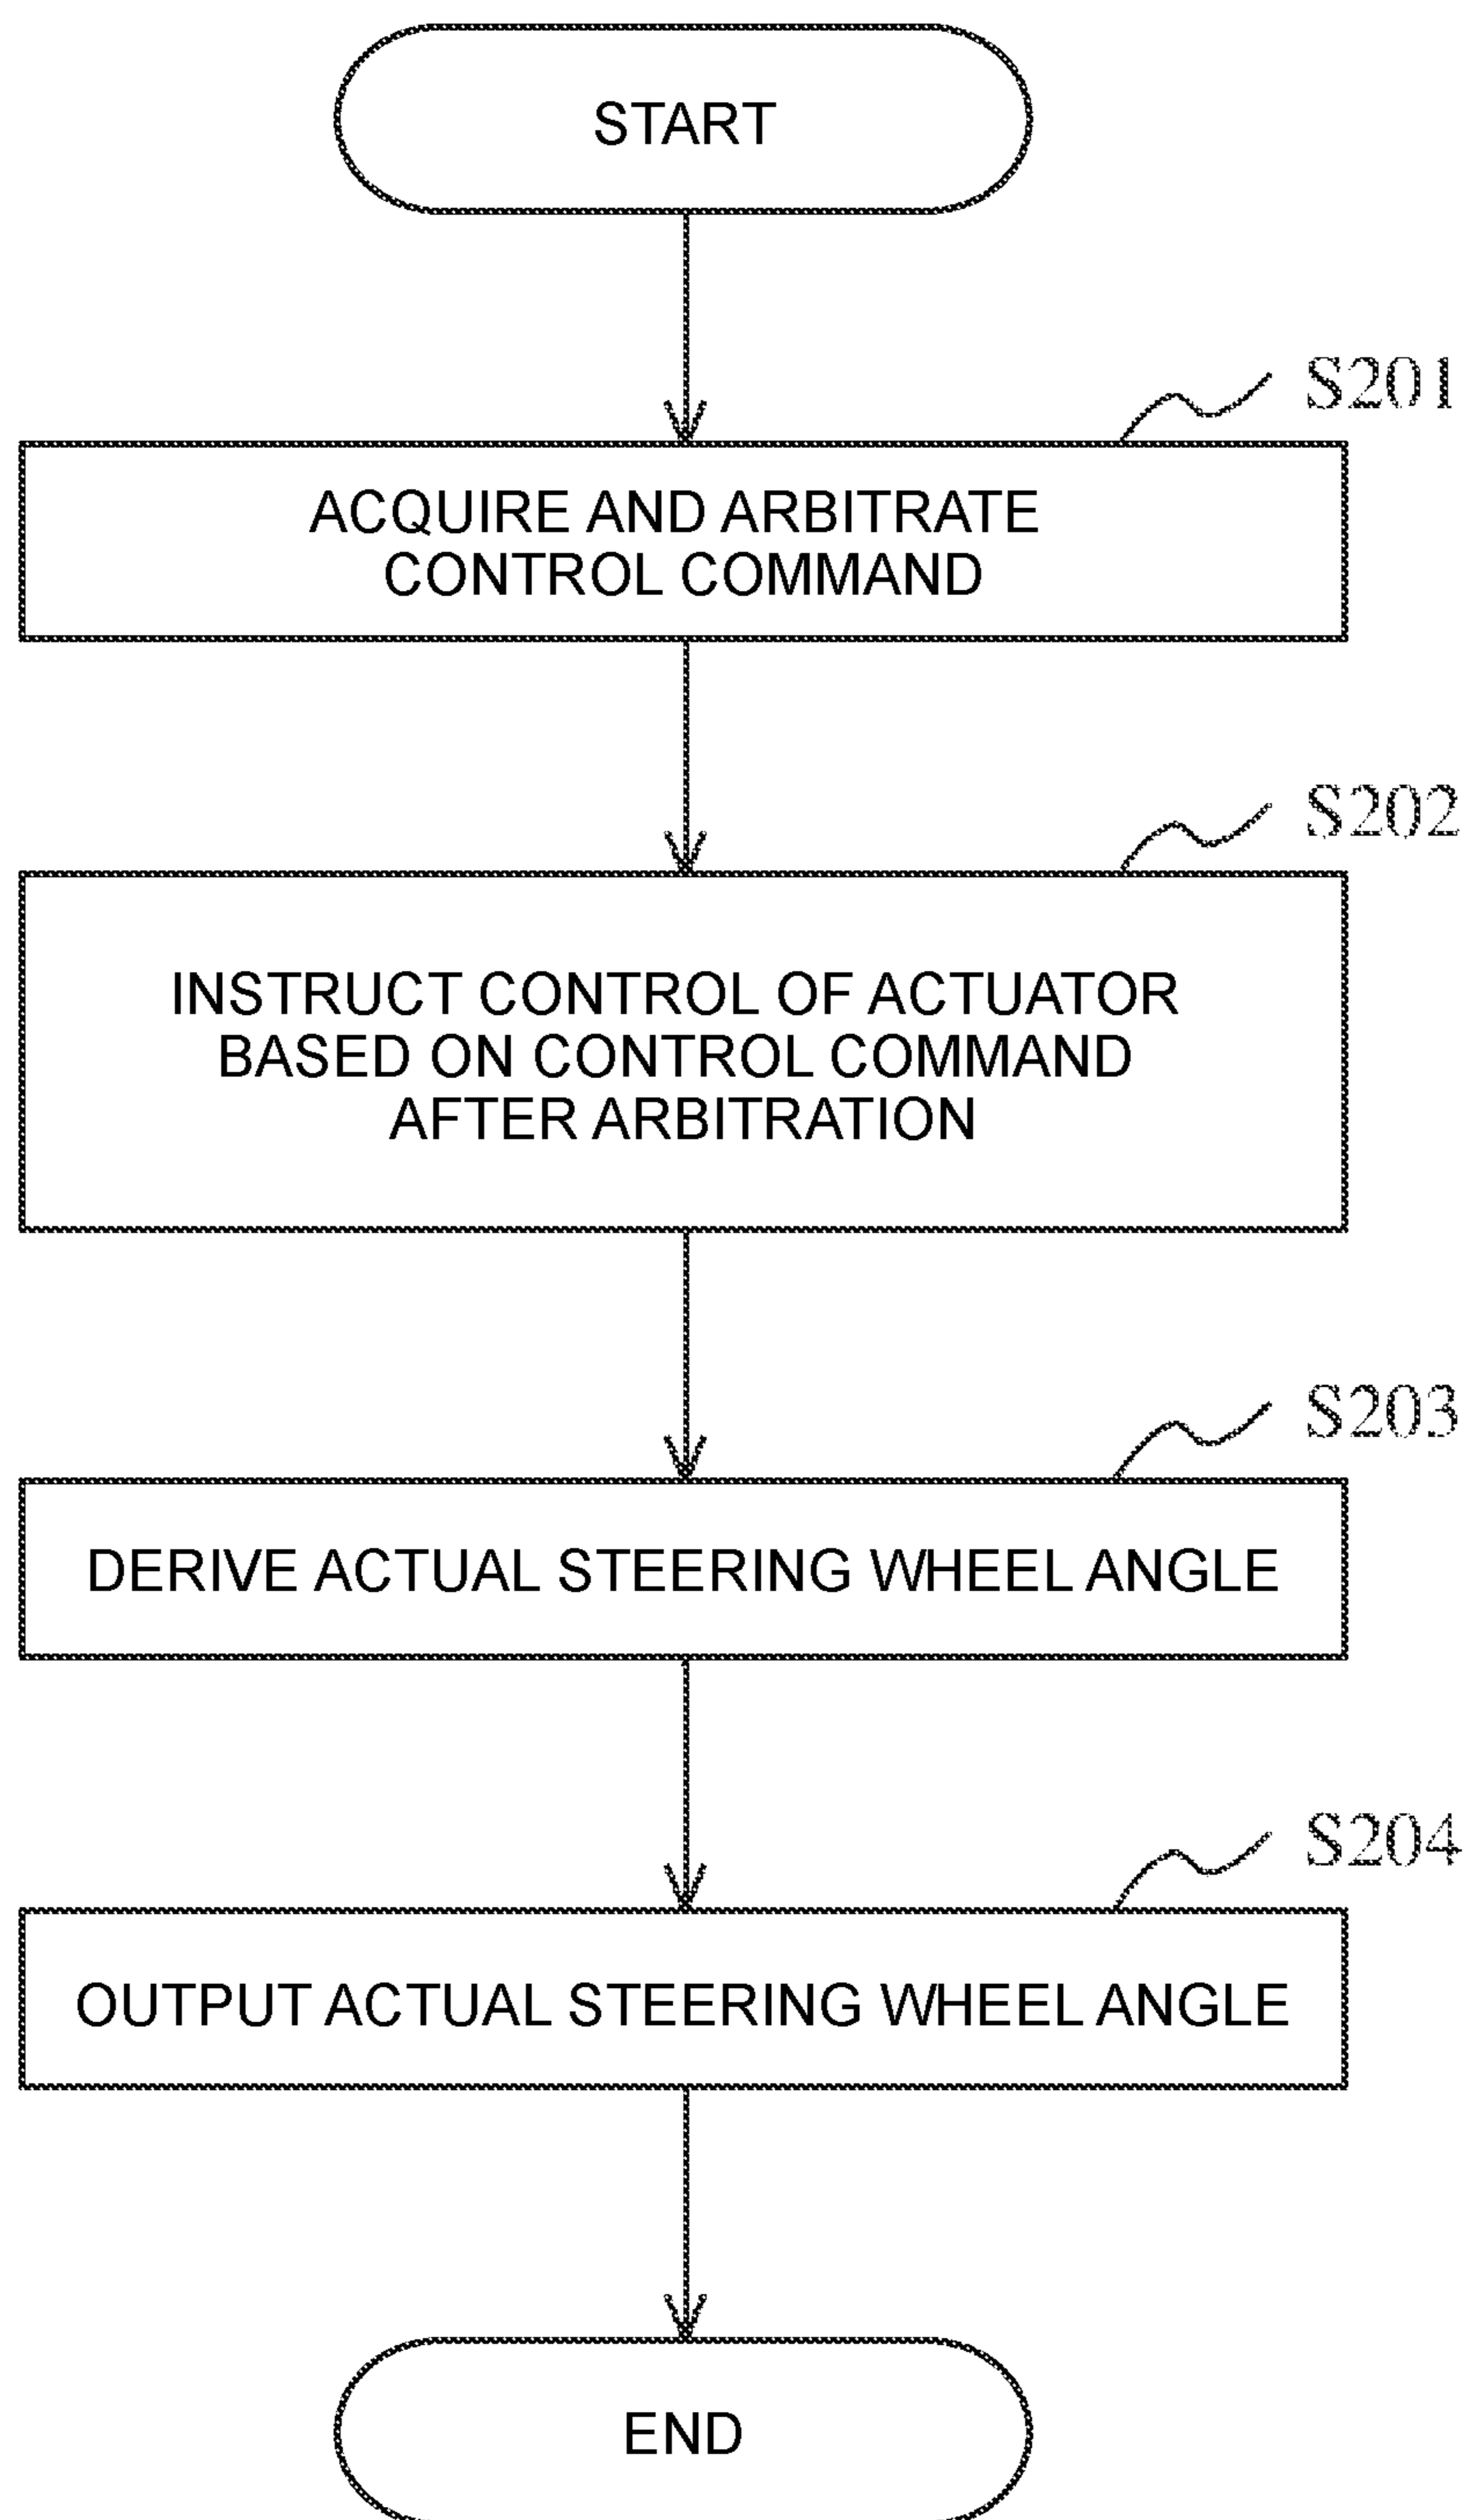 START
S201
ACQUIRE AND ARBITRATE
CONTROL COMMAND
S202
INSTRUCT CONTROL OF ACTUATOR
BASED ON CONTROL COMMAND
AFTER ARBITRATION
S203
DERIVE ACTUAL STEERING WHEEL ANGLE
S204
OUTPUT ACTUAL STEERING WHEEL ANGLE
END